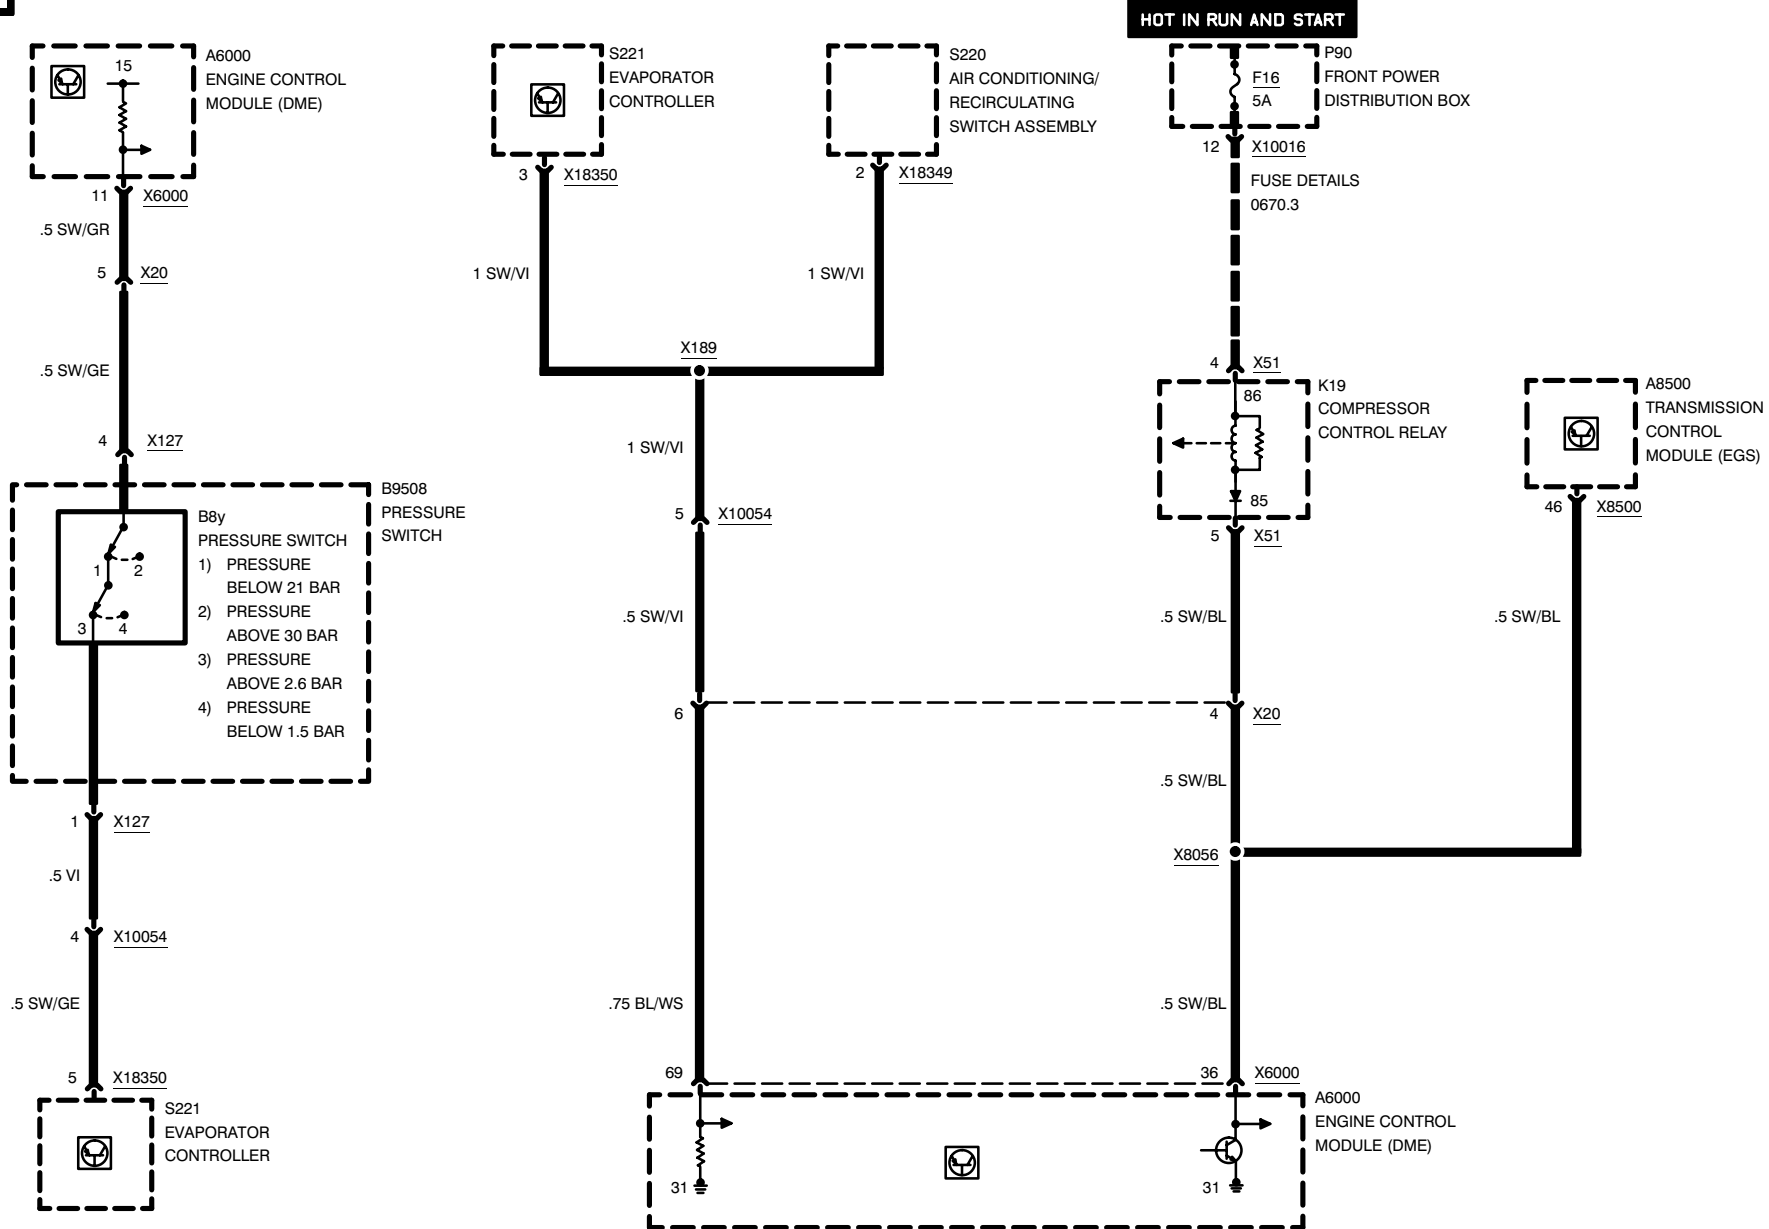 HOT IN RUN AND START
A6000
ENGINE CONTROL
MODULE (DME)
15
11 X6000
.5 SW/GR
5 X20
.5 SW/GE
4 X127
B9508
PRESSURE
SWITCH
B8y
PRESSURE SWITCH
1) PRESSURE
BELOW 21 BAR
2) PRESSURE
ABOVE 30 BAR
3) PRESSURE
ABOVE 2.6 BAR
4) PRESSURE
BELOW 1.5 BAR
1 2
3 4
1 X127
.5 VI
4 X10054
.5 SW/GE
5 X18350
S221
EVAPORATOR
CONTROLLER
S221
EVAPORATOR
CONTROLLER
3 X18350
1 SW/VI
S220
AIR CONDITIONING/
RECIRCULATING
SWITCH ASSEMBLY
2 X18349
1 SW/VI
X189
1 SW/VI
5 X10054
.5 SW/VI
6
.75 BL/WS
69
31
P90
FRONT POWER
DISTRIBUTION BOX
F16
5A
12 X10016
FUSE DETAILS
0670.3
4 X51
K19
COMPRESSOR
CONTROL RELAY
86
85
5 X51
.5 SW/BL
4 X20
.5 SW/BL
X8056
.5 SW/BL
36 X6000
A6000
ENGINE CONTROL
MODULE (DME)
31
A8500
TRANSMISSION
CONTROL
MODULE (EGS)
46 X8500
.5 SW/BL